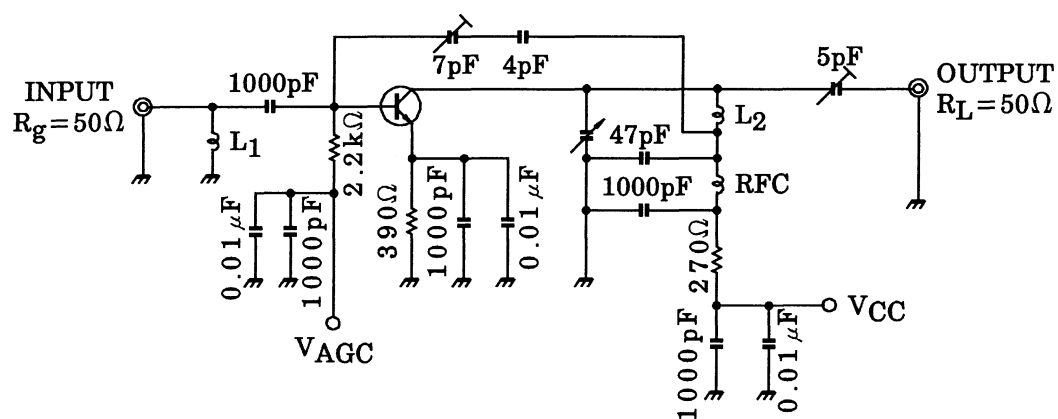 7pF
4pF
5pF
INPUT
Rg=50Ω
1000pF
OUTPUT
RL=50Ω
L1
2.2kΩ
47pF
L2
1000pF
RFC
0.01μF
1000pF
390Ω
1000pF
0.01μF
270Ω
VAGC
VCC
1000pF
0.01μF